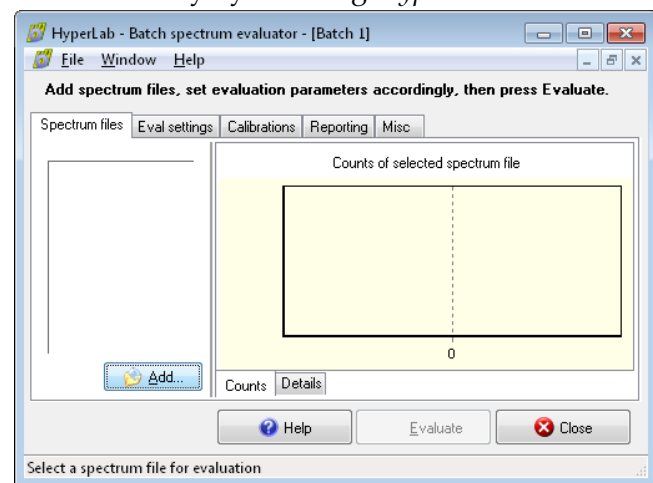 HyperLab - Batch spectrum evaluator - [Batch 1]
File Window Help
Add spectrum files, set evaluation parameters accordingly, then press Evaluate.
Spectrum files Eval settings Calibrations Reporting Misc
Counts of selected spectrum file
0
Add...
Counts Details
Help Evaluate Close
Select a spectrum file for evaluation